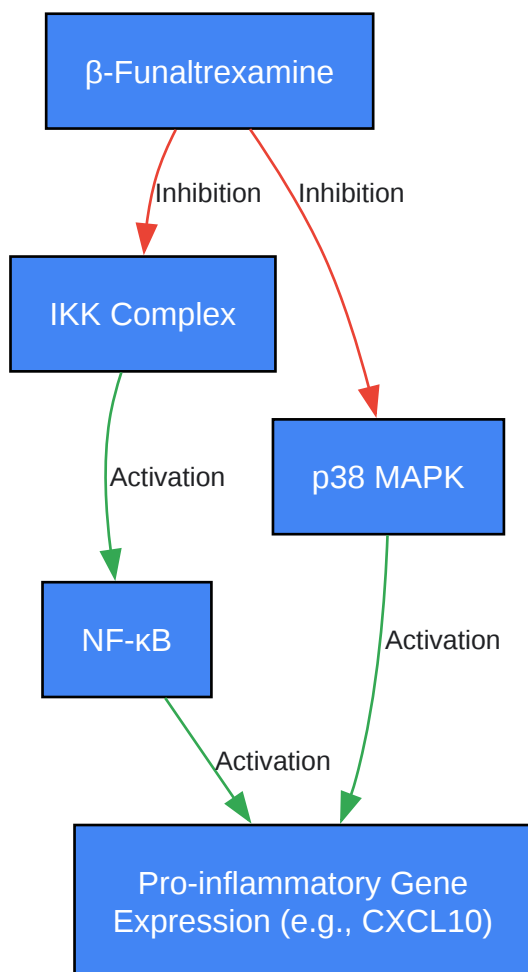 β-Funaltrexamine
Inhibition
Inhibition
IKK Complex
p38 MAPK
Activation
NF-κB
Activation
Activation
Pro-inflammatory Gene
Expression (e.g., CXCL10)